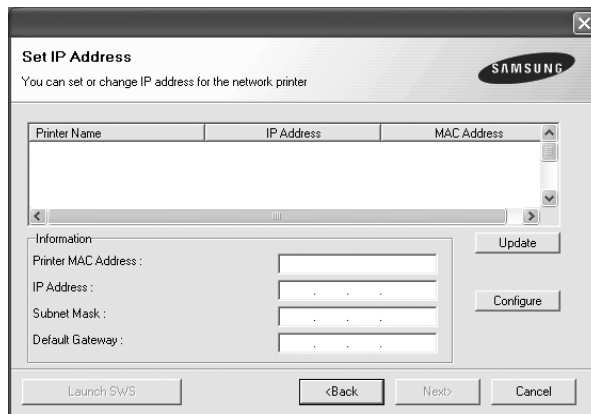 Set IP Address
You can set or change IP address for the network printer
SAMSUNG
Printer Name IP Address MAC Address
Information
Update
Printer MAC Address :
IP Address : . . .
Configure
Subnet Mask : . . .
Default Gateway : . . .
Launch SWS <Back Next> Cancel